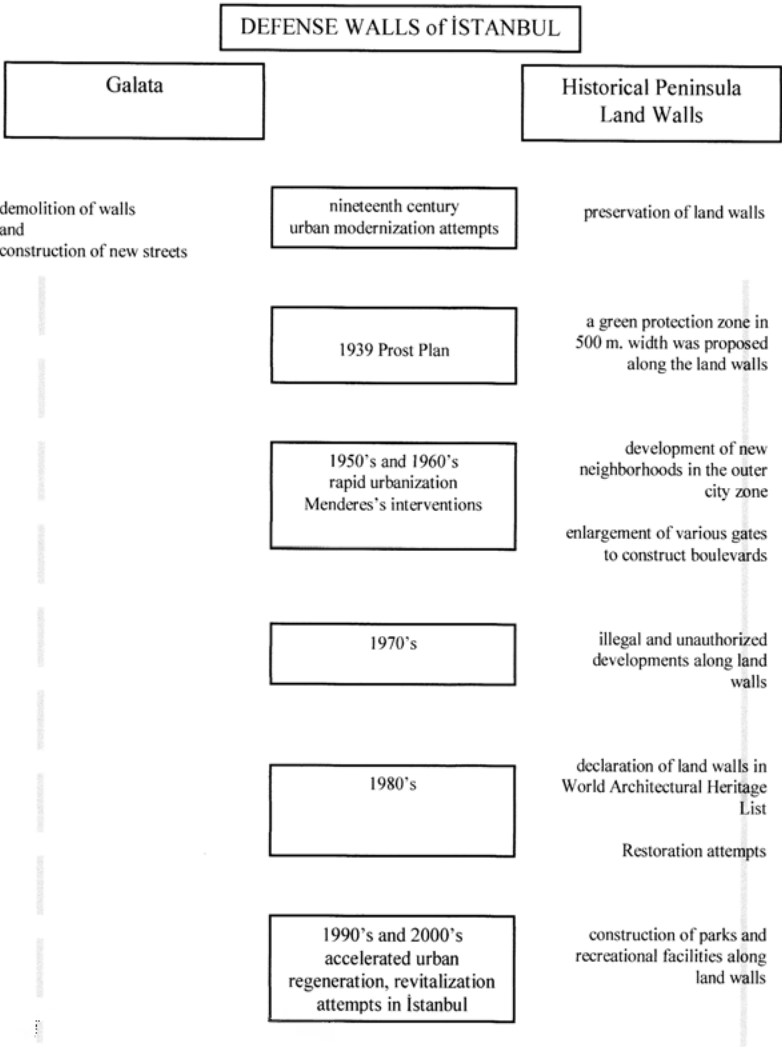 DEFENSE WALLS of İSTANBUL
Galata
Historical Peninsula
Land Walls
demolition of walls
and
construction of new streets
nineteenth century
urban modernization attempts
preservation of land walls
1939 Prost Plan
a green protection zone in
500 m. width was proposed
along the land walls
1950's and 1960's
rapid urbanization
Menderes's interventions
development of new
neighborhoods in the outer
city zone
enlargement of various gates
to construct boulevards
1970's
illegal and unauthorized
developments along land
walls
1980's
declaration of land walls in
World Architectural Heritage
List
Restoration attempts
1990's and 2000's
accelerated urban
regeneration, revitalization
attempts in İstanbul
construction of parks and
recreational facilities along
land walls